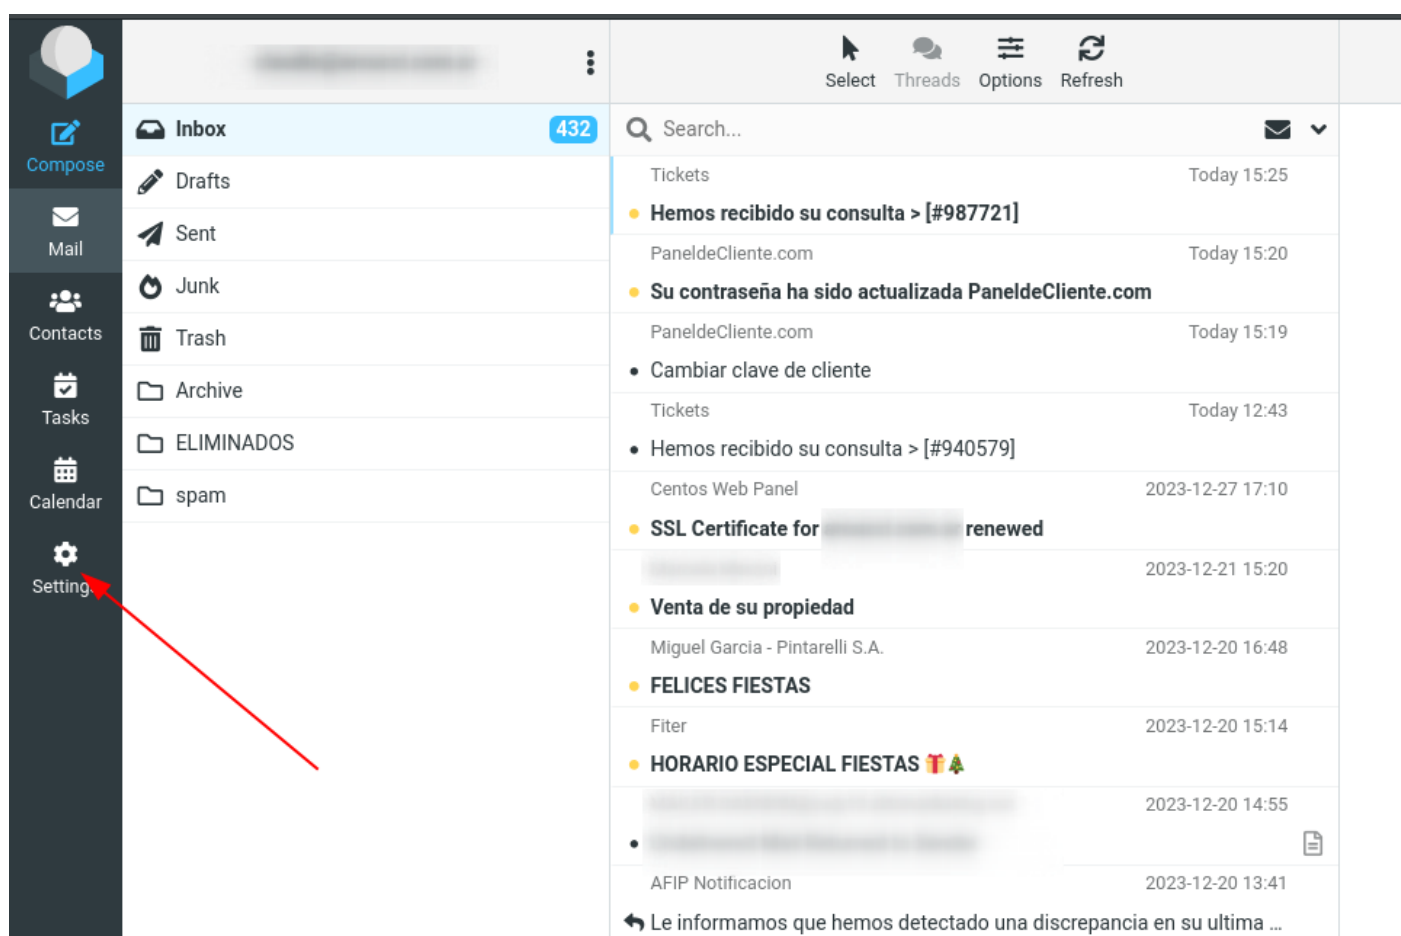 Compose
Mail
Contacts
Tasks
Calendar
Setting
Inbox 432
Drafts
Sent
Junk
Trash
Archive
ELIMINADOS
spam
Select Threads Options Refresh
Search...
Tickets Today 15:25
Hemos recibido su consulta > [#987721]
PaneldeCliente.com Today 15:20
Su contraseña ha sido actualizada PaneldeCliente.com
PaneldeCliente.com Today 15:19
Cambiar clave de cliente
Tickets Today 12:43
Hemos recibido su consulta > [#940579]
Centos Web Panel 2023-12-27 17:10
SSL Certificate for renewed
2023-12-21 15:20
Venta de su propiedad
Miguel Garcia - Pintarelli S.A. 2023-12-20 16:48
FELICES FIESTAS
Fiter 2023-12-20 15:14
HORARIO ESPECIAL FIESTAS 🎁🎄
2023-12-20 14:55
AFIP Notificacion 2023-12-20 13:41
Le informamos que hemos detectado una discrepancia en su ultima ...